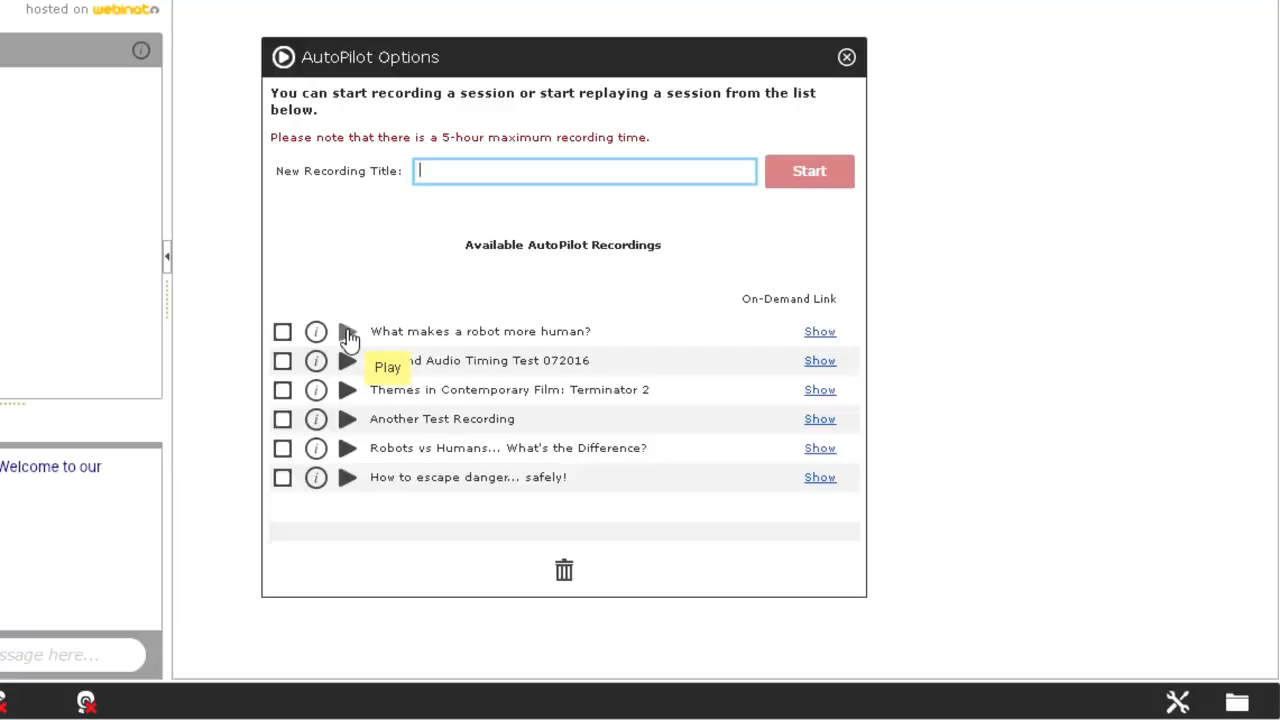 hosted on webinato
AutoPilot Options
You can start recording a session or start replaying a session from the list
below.
Please note that there is a 5-hour maximum recording time.
New Recording Title:
Start
Available AutoPilot Recordings
On-Demand Link
What makes a robot more human?
Show
Audio Timing Test 072016
Show
Play
Themes in Contemporary Film: Terminator 2
Show
Another Test Recording
Show
Robots vs Humans... What's the Difference?
Show
How to escape danger... safely!
Show
Welcome to our
here...